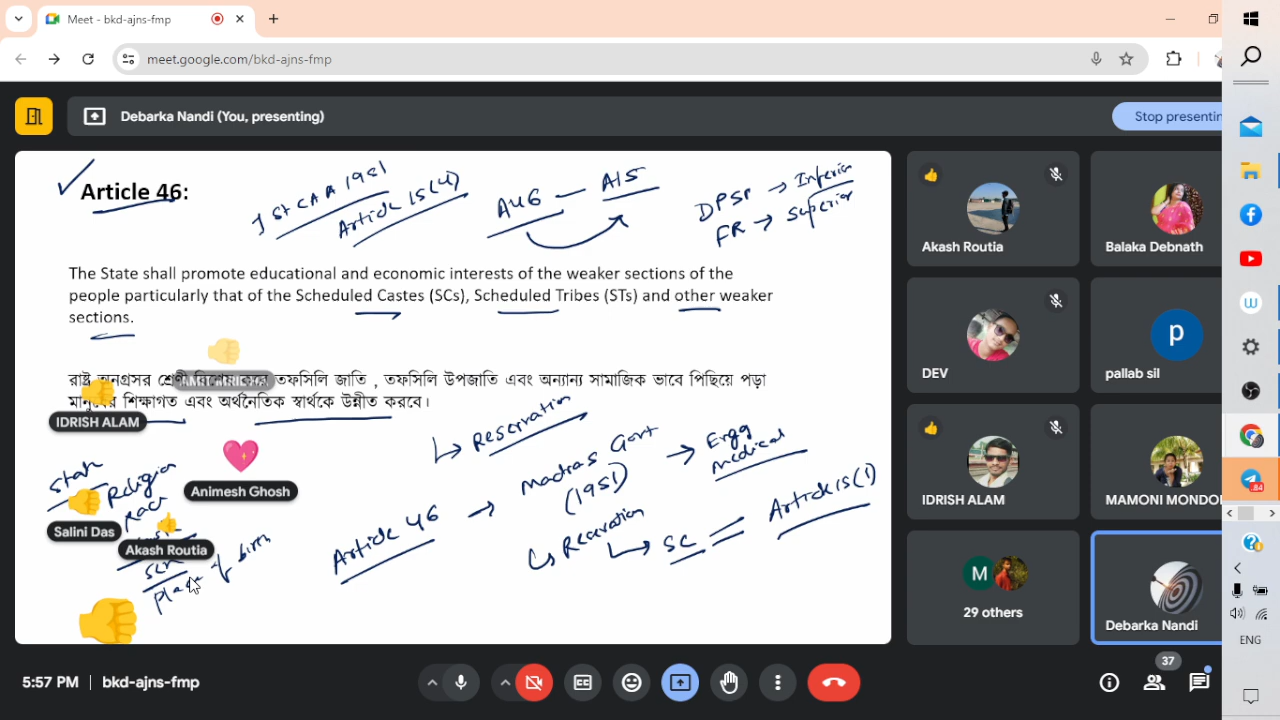 Meet - bkd-ajns-fmp
meet.google.com/bkd-ajns-fmp
Debarka Nandi (You, presenting)
Stop presentin
Article 46:
1st CAA 1951
Article 15(4)
A46 — A15
DPSP → Inferior
FR → Superior
The State shall promote educational and economic interests of the weaker sections of the
people particularly that of the Scheduled Castes (SCs), Scheduled Tribes (STs) and other weaker
sections.
রাষ্ট্র অনগ্রসর শ্রেণী তফসিলি জাতি , তফসিলি উপজাতি এবং অন্যান্য সামাজিক ভাবে পিছিয়ে পড়া
মানুষের শিক্ষাগত এবং অর্থনৈতিক স্বার্থকে উন্নীত করবে।
IDRISH ALAM
Animesh Ghosh
Salini Das
Akash Routia
Reservation
Madras Govt
(1951)
→ Engg
medical
Article 46 →
Reservation
→ SC
Article 15(1)
State
Religion
Race
Sex
Place of birth
Akash Routia
Balaka Debnath
DEV
p
pallab sil
IDRISH ALAM
MAMONI MONDO
M
29 others
Debarka Nandi
5:57 PM | bkd-ajns-fmp
37
84
ENG